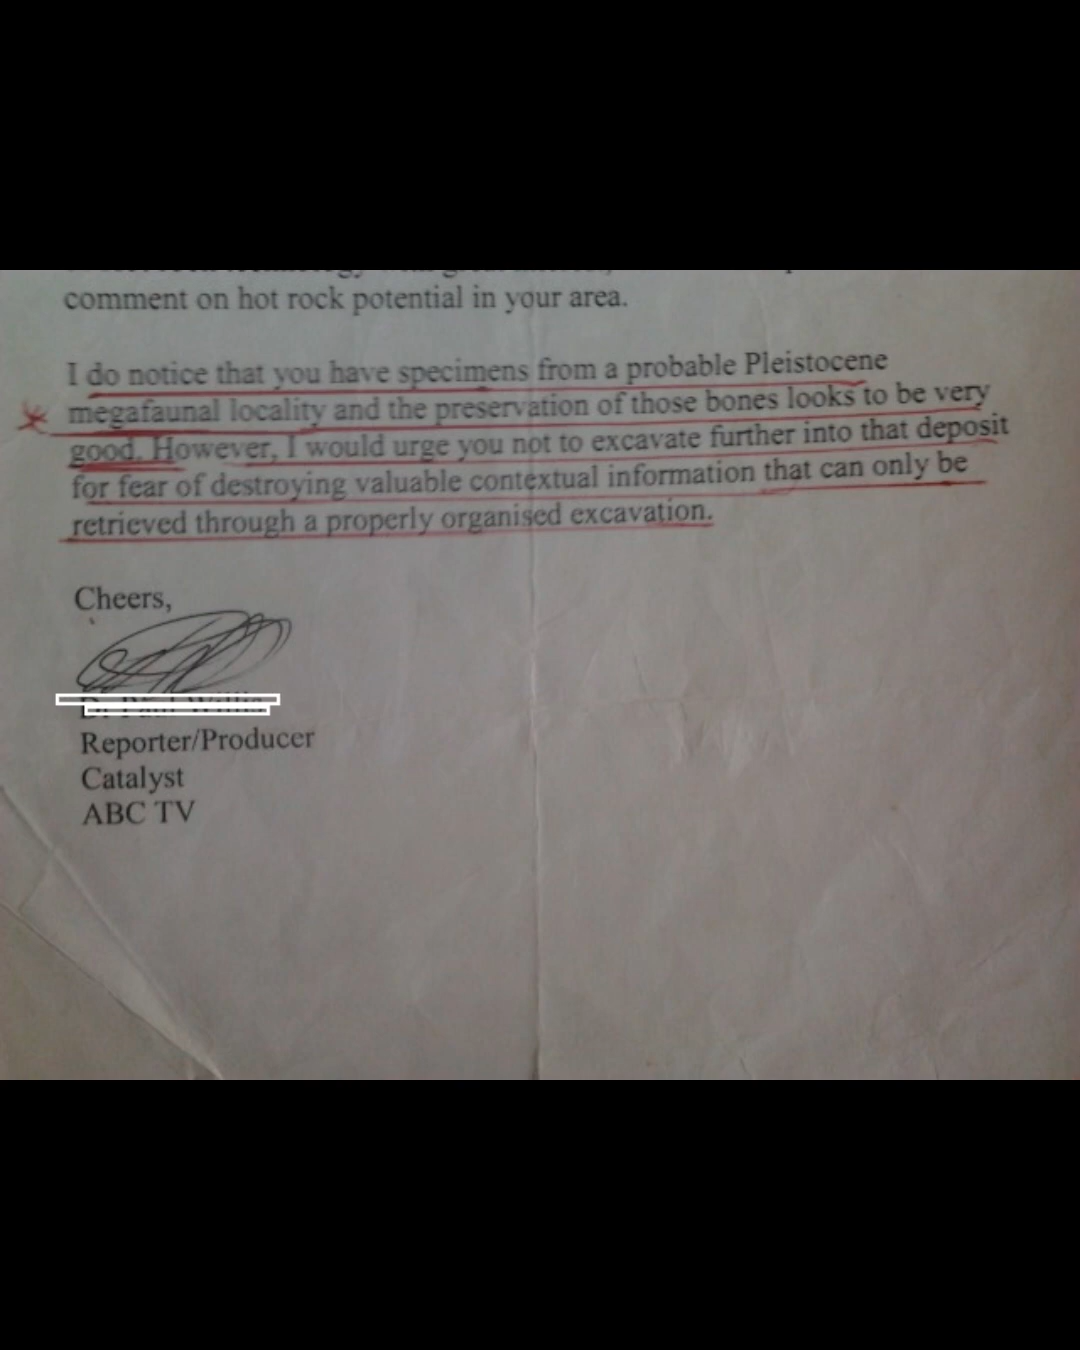 comment on hot rock potential in your area.
I do notice that you have specimens from a probable Pleistocene
megafaunal locality and the preservation of those bones looks to be very
good. However, I would urge you not to excavate further into that deposit
for fear of destroying valuable contextual information that can only be
retrieved through a properly organised excavation.
Cheers,
Reporter/Producer
Catalyst
ABC TV